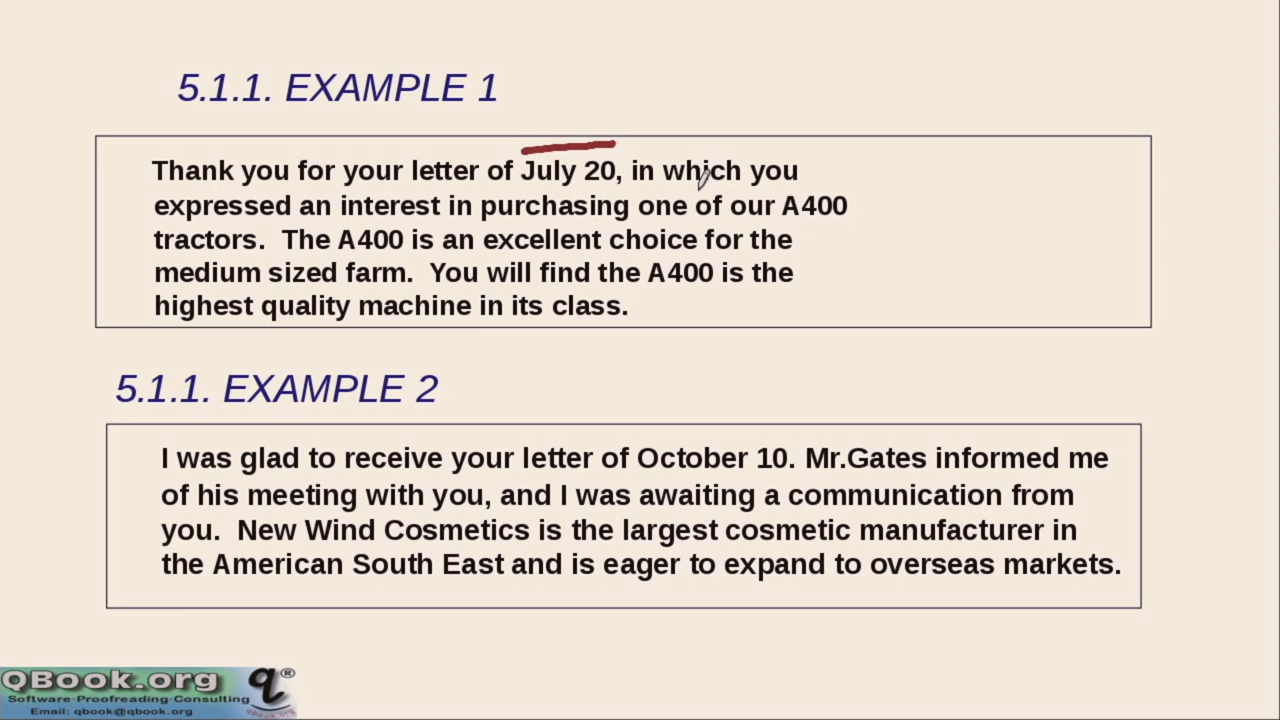 5.1.1. EXAMPLE 1
Thank you for your letter of July 20, in which you
expressed an interest in purchasing one of our A400
tractors.  The A400 is an excellent choice for the
medium sized farm.  You will find the A400 is the
highest quality machine in its class.
5.1.1. EXAMPLE 2
I was glad to receive your letter of October 10. Mr.Gates informed me
of his meeting with you, and I was awaiting a communication from
you.  New Wind Cosmetics is the largest cosmetic manufacturer in
the American South East and is eager to expand to overseas markets.
QBook.org q®
Software·Proofreading·Consulting
Email: qbook@qbook.org
qbook.org